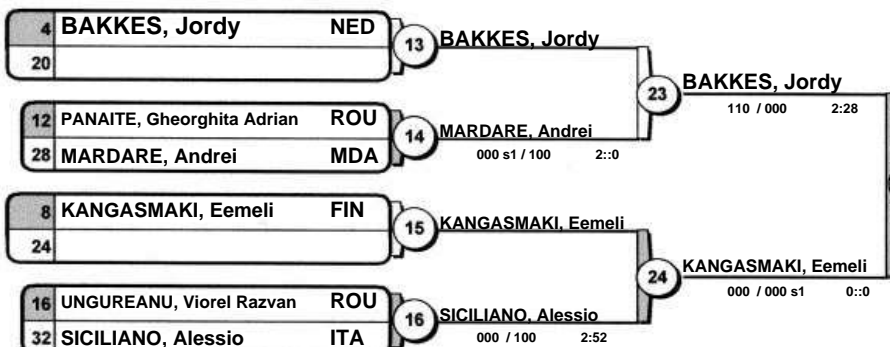 4 BAKKES, Jordy NED
20
13 BAKKES, Jordy
23 BAKKES, Jordy
110 / 000 2:28
12 PANAITE, Gheorghita Adrian ROU
28 MARDARE, Andrei MDA
14 MARDARE, Andrei
000 s1 / 100 2::0
8 KANGASMAKI, Eemeli FIN
24
15 KANGASMAKI, Eemeli
24 KANGASMAKI, Eemeli
000 / 000 s1 0::0
16 UNGUREANU, Viorel Razvan ROU
32 SICILIANO, Alessio ITA
16 SICILIANO, Alessio
000 / 100 2:52